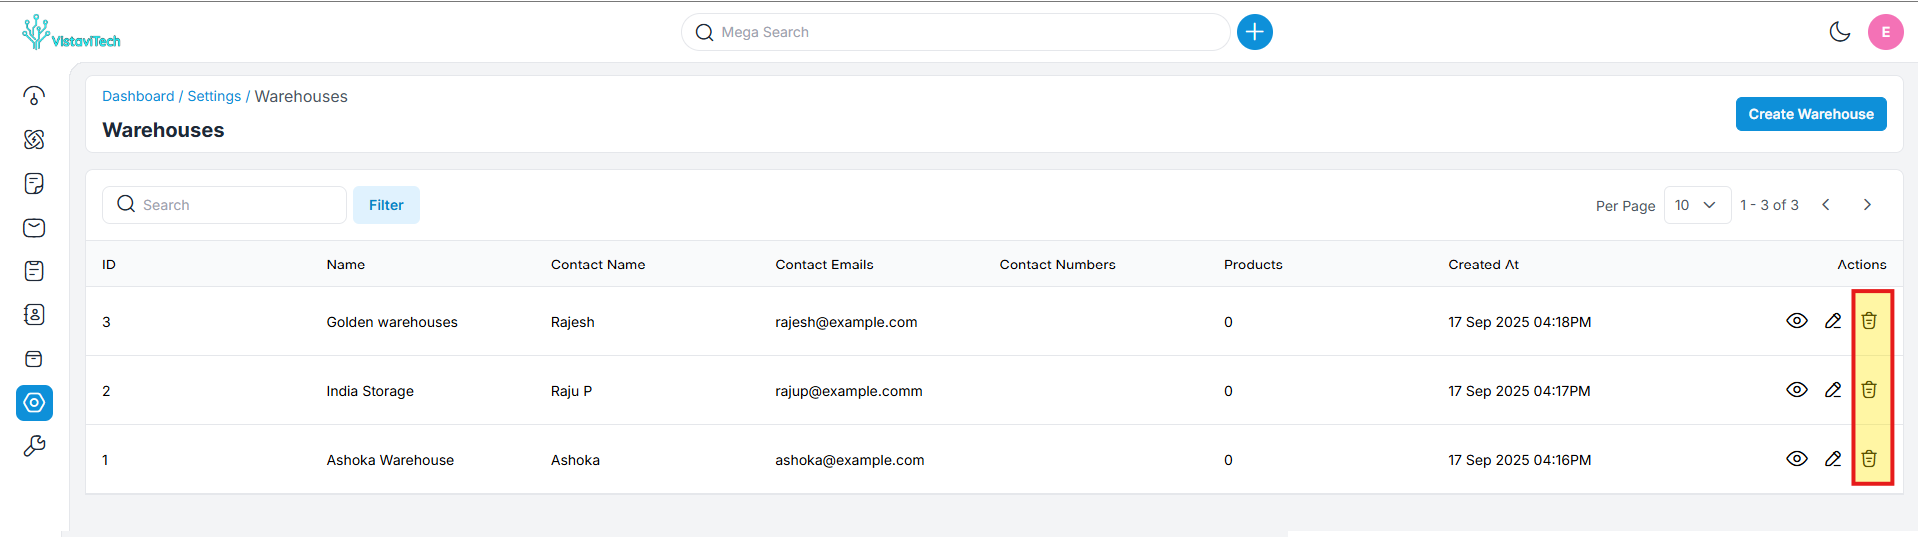 VistaviTech
Mega Search
E
Dashboard / Settings / Warehouses
Warehouses
Create Warehouse
Search
Filter
Per Page 10 1 - 3 of 3
ID Name Contact Name Contact Emails Contact Numbers Products Created At Actions
3 Golden warehouses Rajesh rajesh@example.com 0 17 Sep 2025 04:18PM
2 India Storage Raju P rajup@example.comm 0 17 Sep 2025 04:17PM
1 Ashoka Warehouse Ashoka ashoka@example.com 0 17 Sep 2025 04:16PM